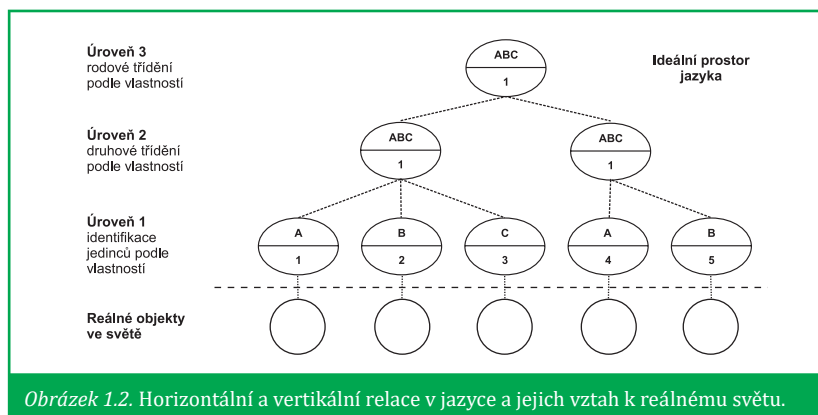 Úroveň 3
rodové třídění
podle vlastností
ABC
1
Ideální prostor
jazyka
Úroveň 2
druhové třídění
podle vlastností
ABC
1
ABC
1
Úroveň 1
identifikace
jedinců podle
vlastností
A
1
B
2
C
3
A
4
B
5
Reálné objekty
ve světě
Obrázek 1.2. Horizontální a vertikální relace v jazyce a jejich vztah k reálnému světu.